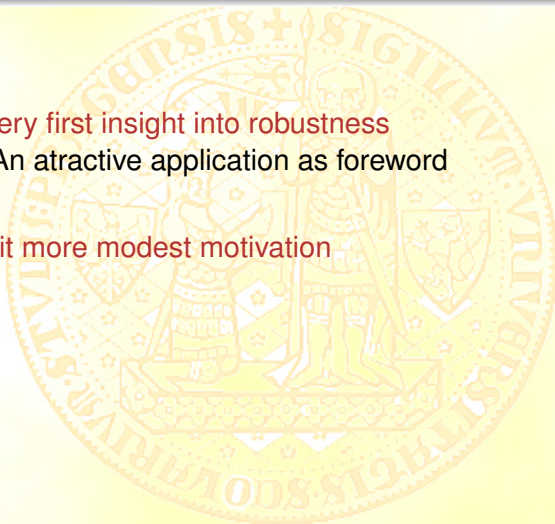 ery first insight into robustness
An atractive application as foreword
it more modest motivation